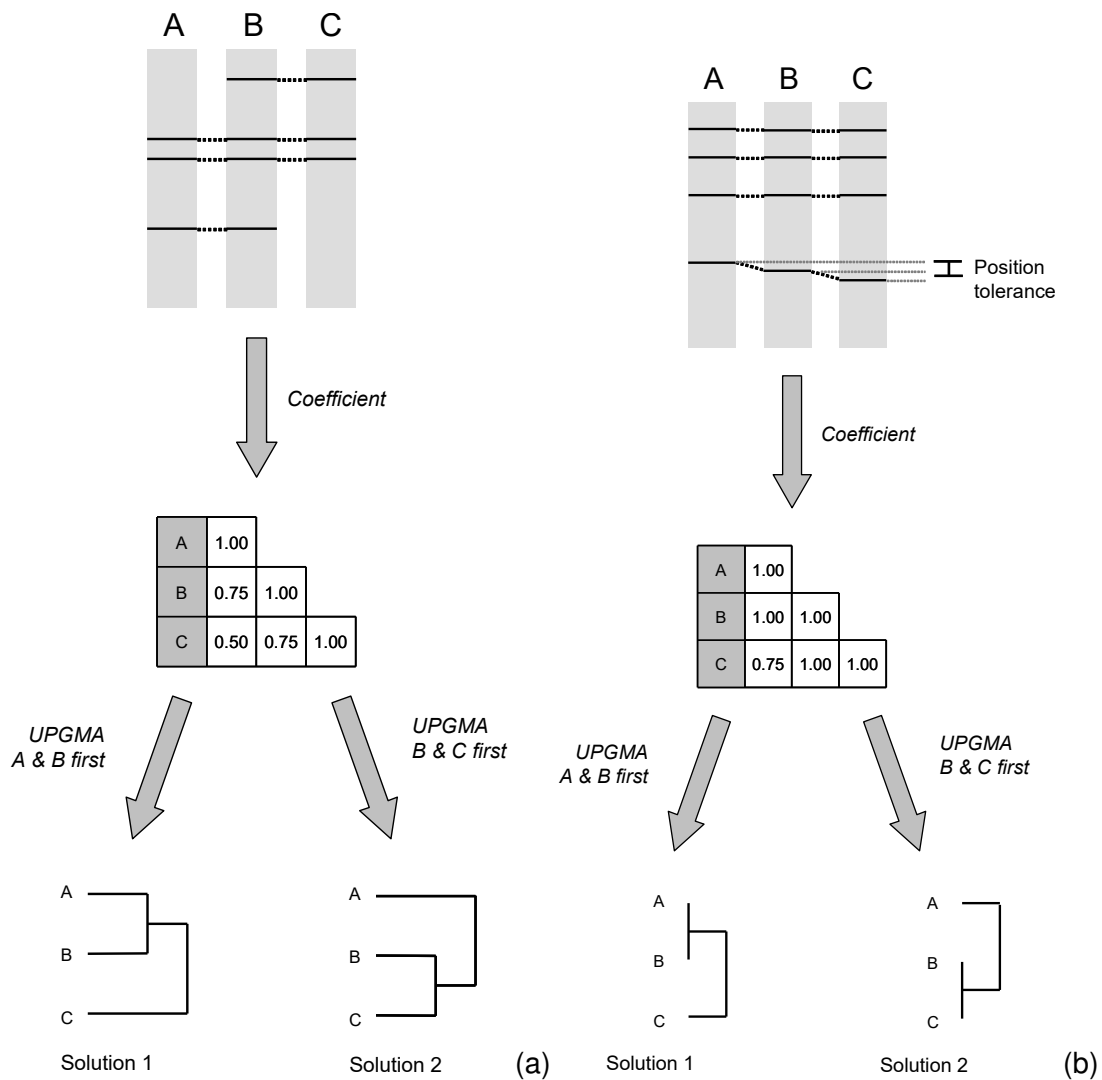 A B C
Coefficient
A 1.00
B 0.75 1.00
C 0.50 0.75 1.00
UPGMA
A & B first
UPGMA
B & C first
A
B
C
Solution 1
A
B
C
Solution 2
(a)
A B C
Position
tolerance
Coefficient
A 1.00
B 1.00 1.00
C 0.75 1.00 1.00
UPGMA
A & B first
UPGMA
B & C first
A
B
C
Solution 1
A
B
C
Solution 2
(b)